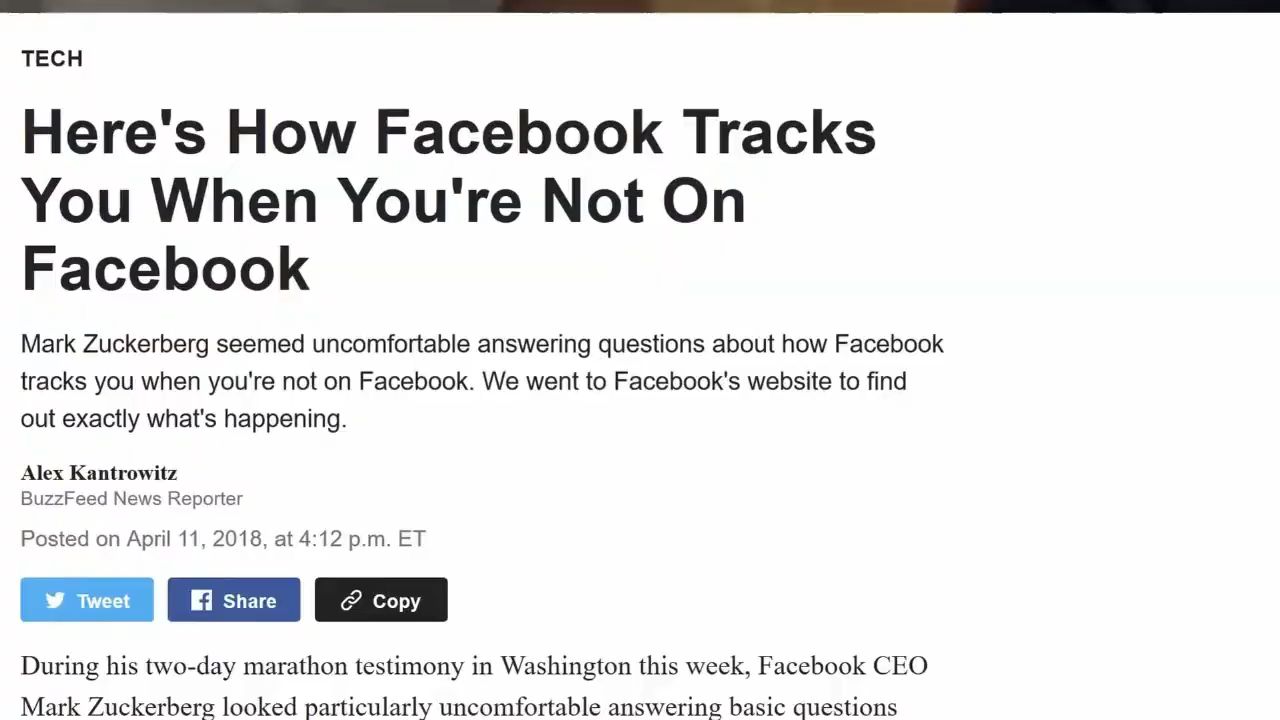 TECH
Here's How Facebook Tracks
You When You're Not On
Facebook
Mark Zuckerberg seemed uncomfortable answering questions about how Facebook
tracks you when you're not on Facebook. We went to Facebook's website to find
out exactly what's happening.
Alex Kantrowitz
BuzzFeed News Reporter
Posted on April 11, 2018, at 4:12 p.m. ET
Tweet Share Copy
During his two-day marathon testimony in Washington this week, Facebook CEO
Mark Zuckerberg looked particularly uncomfortable answering basic questions